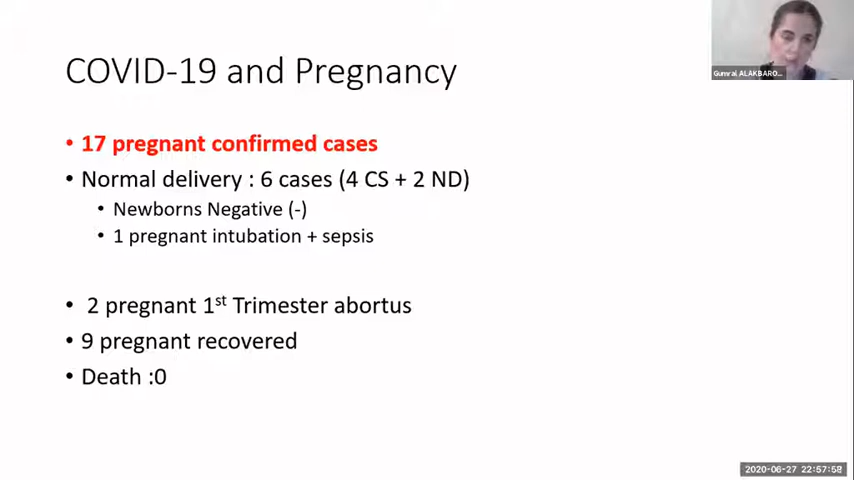 Gumral ALAKBARO...
COVID-19 and Pregnancy
• 17 pregnant confirmed cases
• Normal delivery : 6 cases (4 CS + 2 ND)
• Newborns Negative (-)
• 1 pregnant intubation + sepsis
• 2 pregnant 1st Trimester abortus
• 9 pregnant recovered
• Death :0
2020-06-27 22:57:58